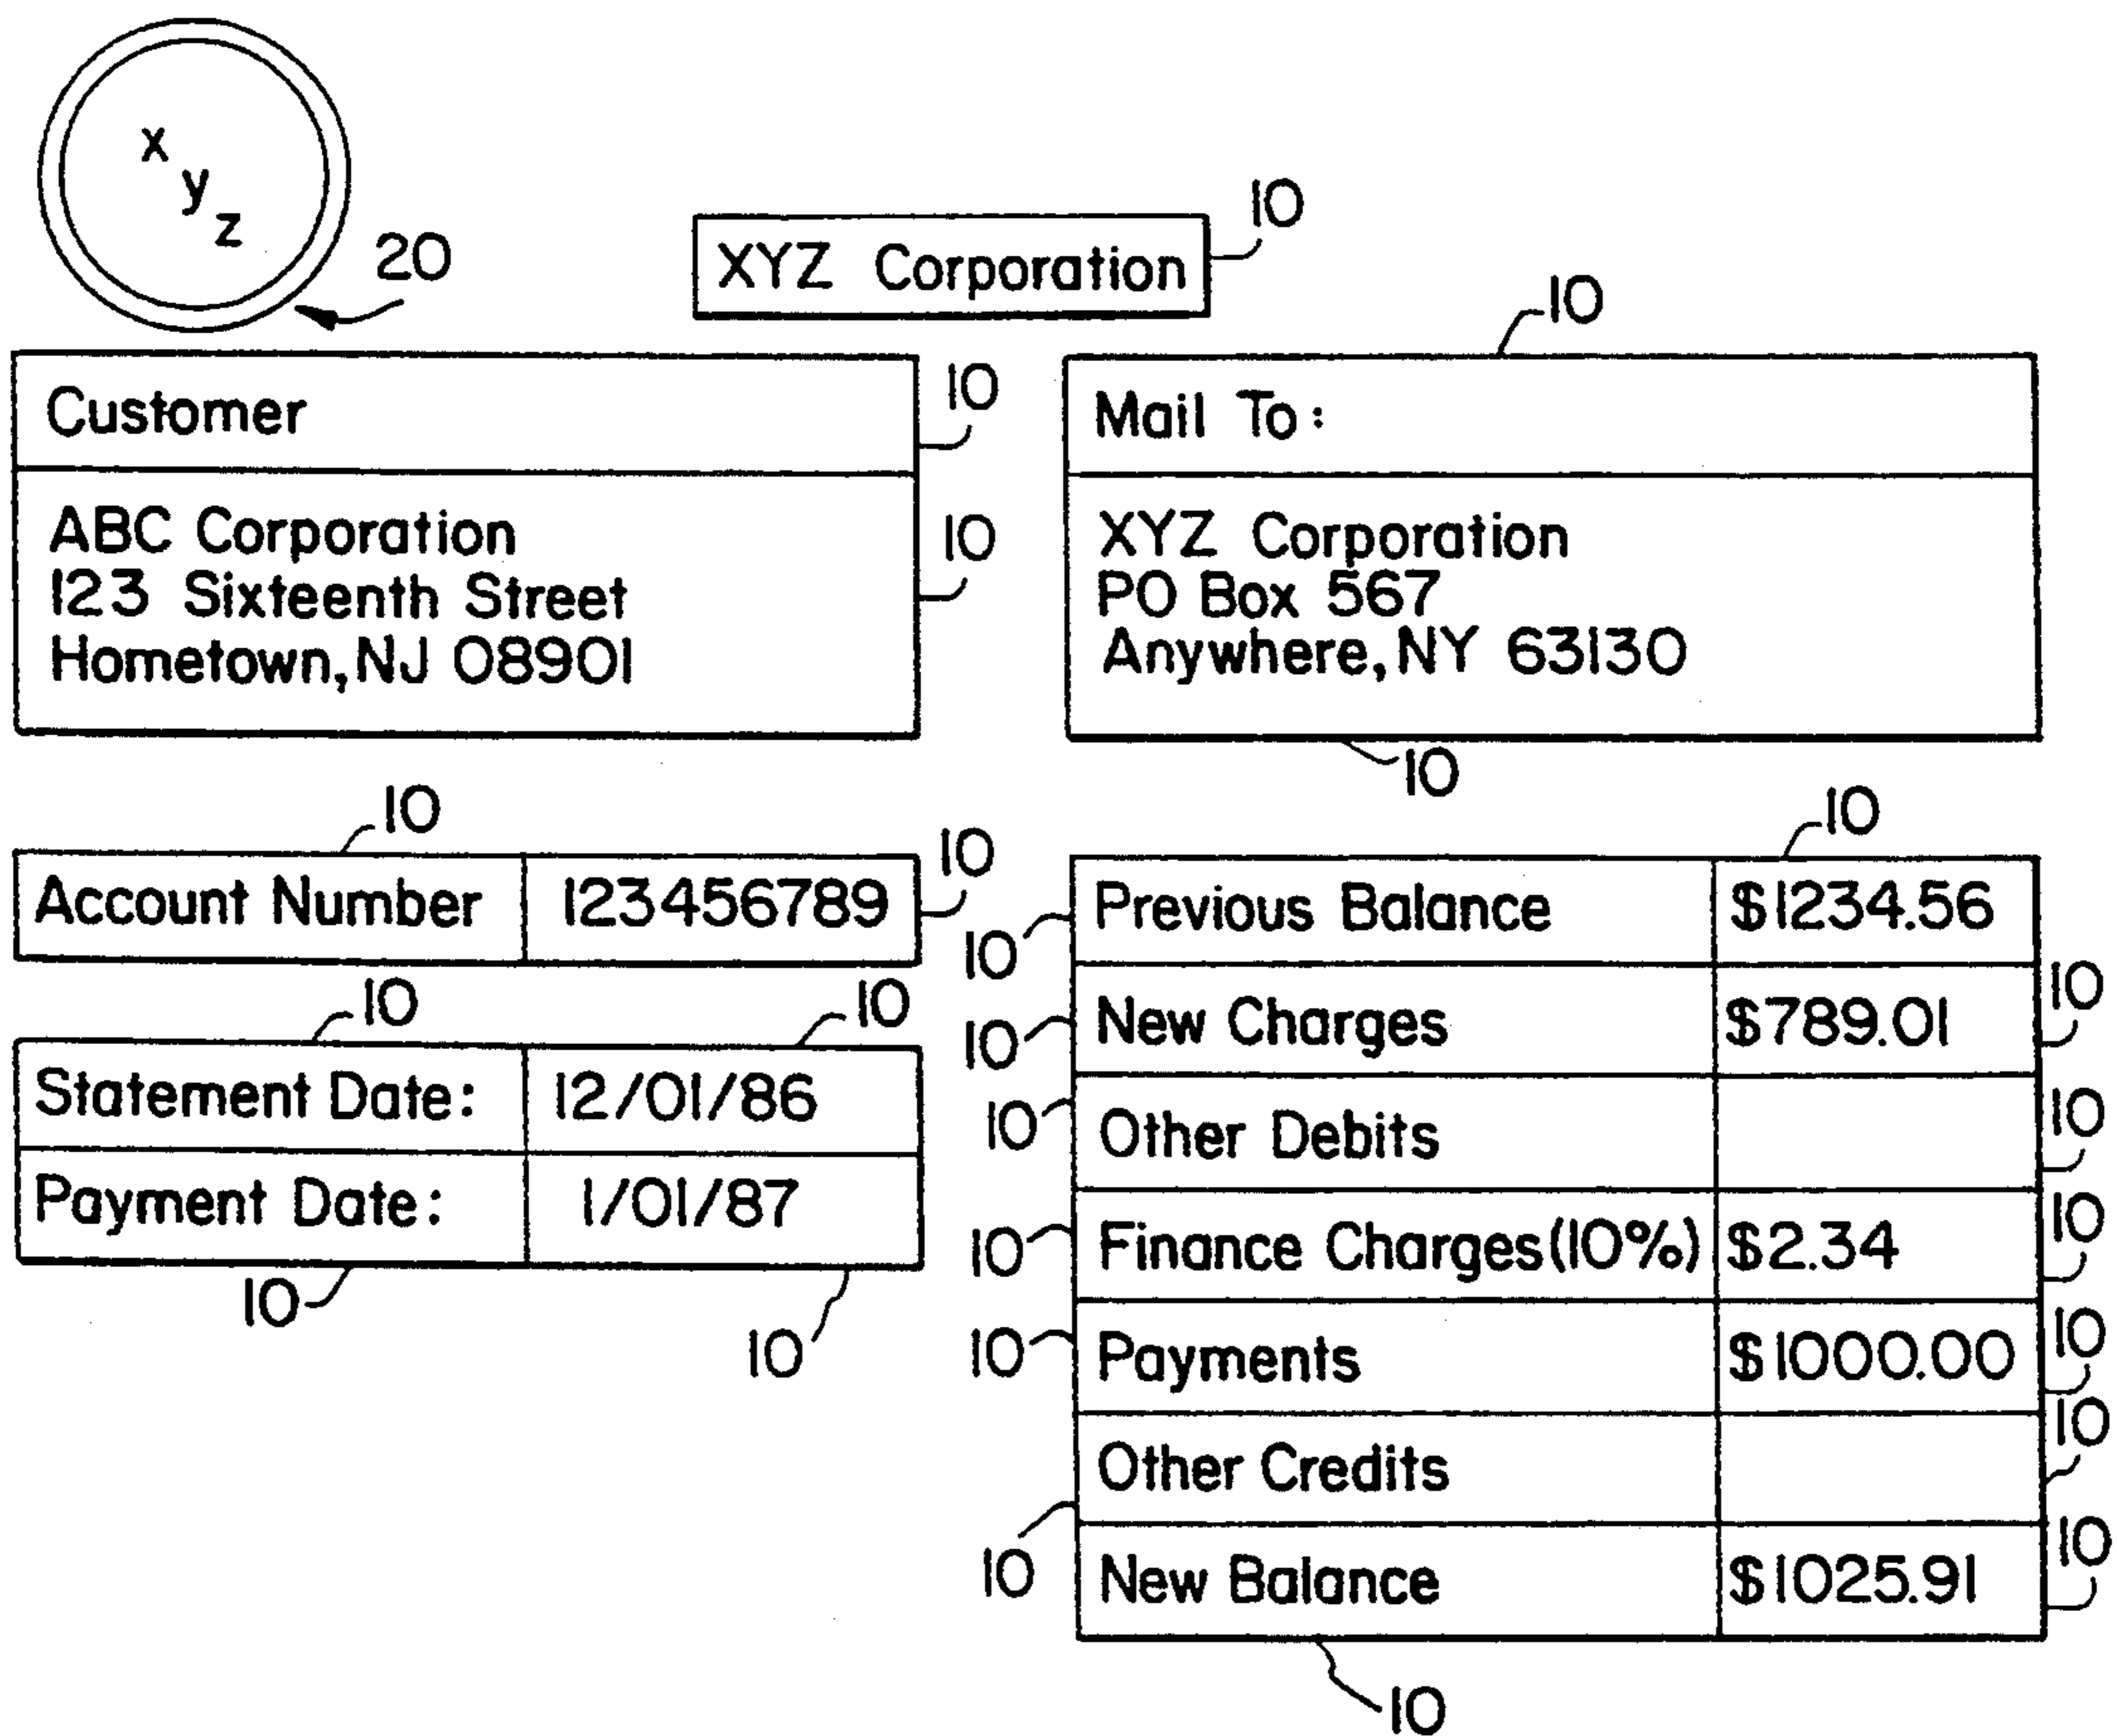 x
y
z
20
XYZ Corporation
10
10
Customer
10
Mail To:
ABC Corporation
123 Sixteenth Street
Hometown, NJ 08901
10
XYZ Corporation
PO Box 567
Anywhere, NY 63130
10
10
Account Number 123456789
10
10
10
Statement Date: 12/01/86
10
Payment Date: 1/01/87
10
10
10
10 Previous Balance $1234.56
10 New Charges $789.01 10
10 Other Debits 10
10 Finance Charges (10%) $2.34 10
10 Payments $1000.00 10
10 Other Credits 10
New Balance $1025.91 10
10